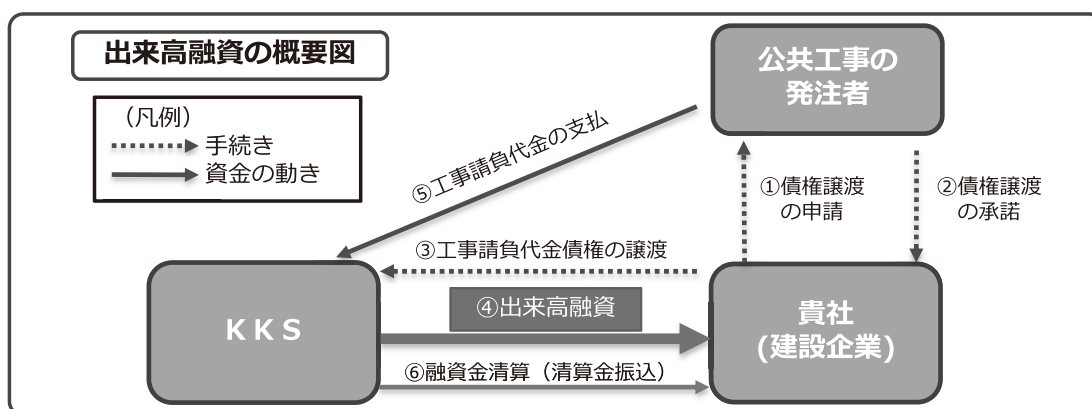 出来高融資の概要図
(凡例)
手続き
資金の動き
公共工事の
発注者
⑤工事請負代金の支払
①債権譲渡
の申請
②債権譲渡
の承諾
③工事請負代金債権の譲渡
④出来高融資
KKS
貴社
(建設企業)
⑥融資金清算(清算金振込)